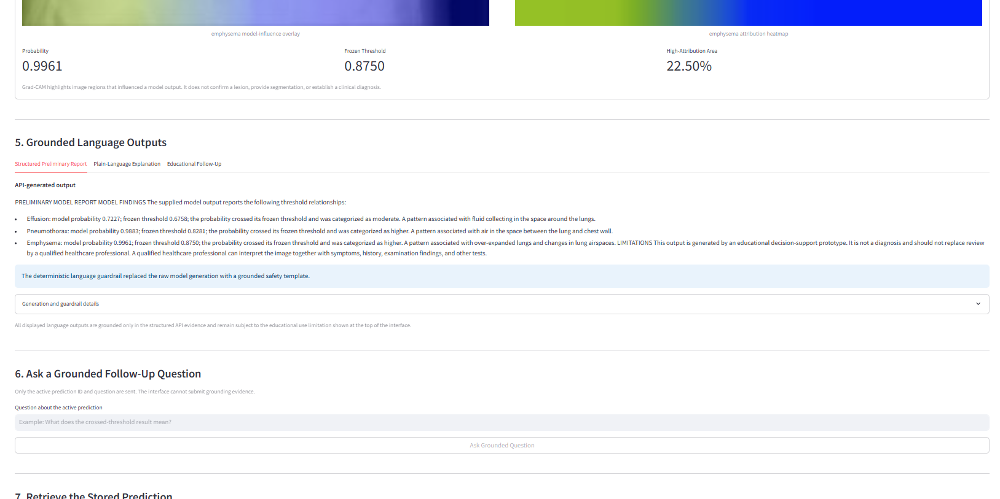 emphysema model-influence overlay
emphysema attribution heatmap
Probability
Frozen Threshold
High-Attribution Area
0.9961
0.8750
22.50%
Grad-CAM highlights image regions that influenced a model output. It does not confirm a lesion, provide segmentation, or establish a clinical diagnosis.
5. Grounded Language Outputs
Structured Preliminary Report
Plain-Language Explanation
Educational Follow-Up
API-generated output
PRELIMINARY MODEL REPORT MODEL FINDINGS The supplied model output reports the following threshold relationships:
• Effusion: model probability 0.7227; frozen threshold 0.6758; the probability crossed its frozen threshold and was categorized as moderate. A pattern associated with fluid collecting in the space around the lungs.
• Pneumothorax: model probability 0.9883; frozen threshold 0.8281; the probability crossed its frozen threshold and was categorized as higher. A pattern associated with air in the space between the lung and chest wall.
• Emphysema: model probability 0.9961; frozen threshold 0.8750; the probability crossed its frozen threshold and was categorized as higher. A pattern associated with over-expanded lungs and changes in lung airspaces. LIMITATIONS This output is generated by an educational decision-support prototype. It is not a diagnosis and should not replace review
by a qualified healthcare professional. A qualified healthcare professional can interpret the image together with symptoms, history, examination findings, and other tests.
The deterministic language guardrail replaced the raw model generation with a grounded safety template.
Generation and guardrail details
All displayed language outputs are grounded only in the structured API evidence and remain subject to the educational use limitation shown at the top of the interface.
6. Ask a Grounded Follow-Up Question
Only the active prediction ID and question are sent. The interface cannot submit grounding evidence.
Question about the active prediction
Example: What does the crossed-threshold result mean?
Ask Grounded Question
7. Retrieve the Stored Prediction